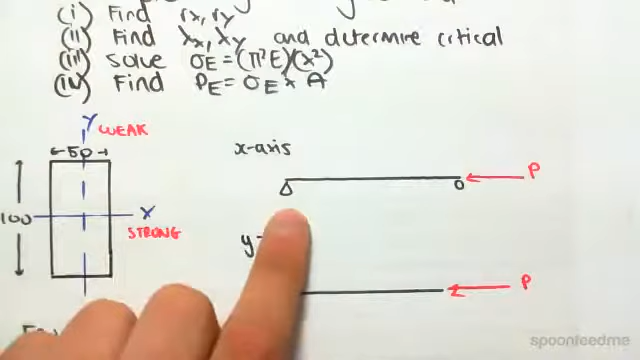 (i) Find rx, ry
(ii) Find λx, λy and determine critical
(iii) Solve σE = (π²E)(λ²)
(iv) Find PE = σE × A
Y WEAK
50
100
X
STRONG
x-axis
P
P
spoonfeedme